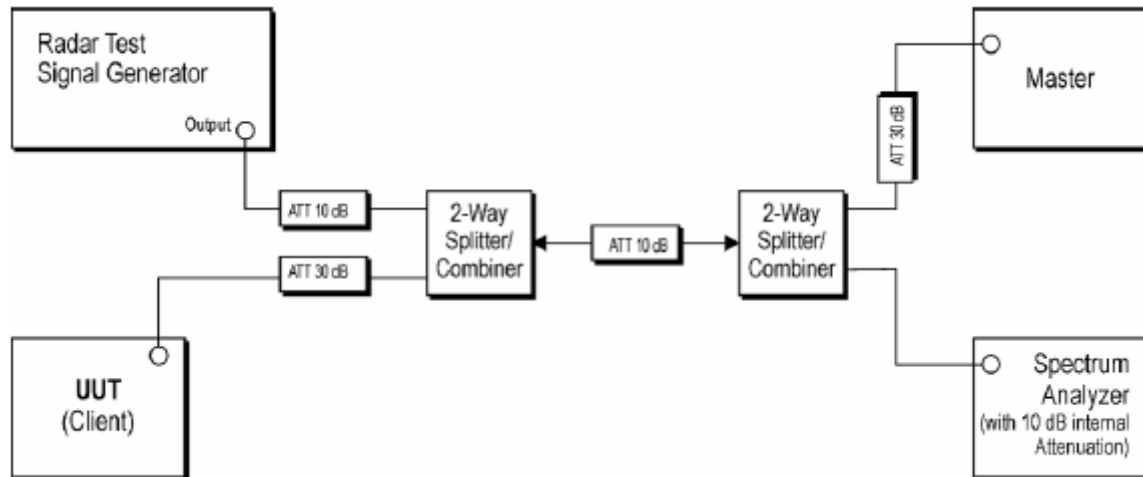 Radar Test
Signal Generator
Output
ATT 10 dB
ATT 30 dB
UUT
(Client)
2-Way
Splitter/
Combiner
ATT 10 dB
2-Way
Splitter/
Combiner
ATT 30 dB
Master
Spectrum
Analyzer
(with 10 dB internal
Attenuation)